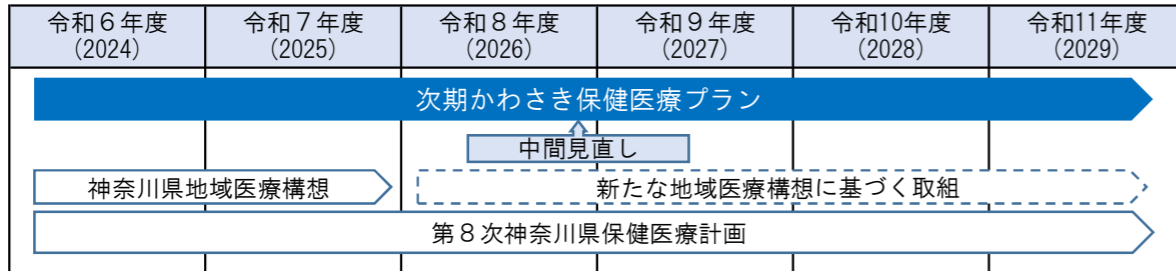 令和６年度 令和７年度 令和８年度 令和９年度 令和10年度 令和11年度
(2024) (2025) (2026) (2027) (2028) (2029)
次期かわさき保健医療プラン
中間見直し
神奈川県地域医療構想 新たな地域医療構想に基づく取組
第８次神奈川県保健医療計画